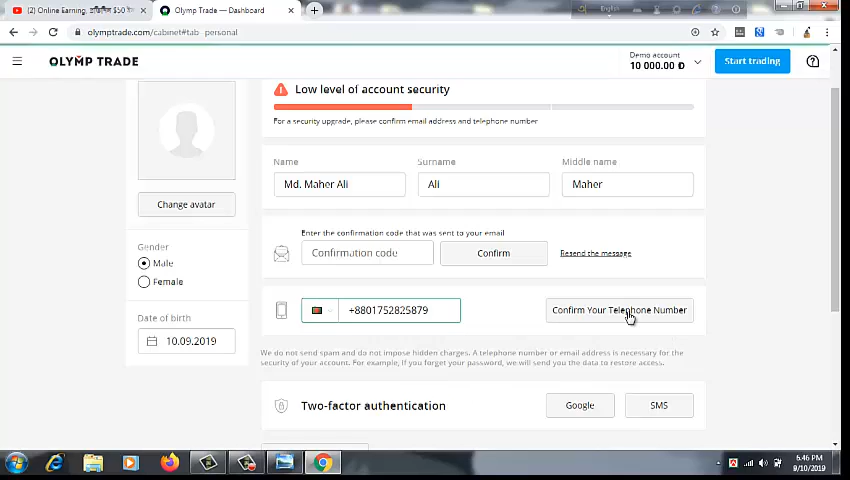 (2) Online Earning,
Olymp Trade — Dashboard
English
olymptrade.com/cabinet#tab-personal
OLYMP TRADE
Demo account
10 000.00 Đ
Start trading
Low level of account security
For a security upgrade, please confirm email address and telephone number
Name
Surname
Middle name
Md. Maher Ali
Ali
Maher
Change avatar
Enter the confirmation code that was sent to your email
Confirmation code
Confirm
Resend the message
Gender
Male
Female
+8801752825879
Confirm Your Telephone Number
Date of birth
10.09.2019
We do not send spam and do not impose hidden charges. A telephone number or email address is necessary for the
security of your account. For example, if you forget your password, we will send you the data to restore access.
Two-factor authentication
Google
SMS
6:46 PM
9/10/2019